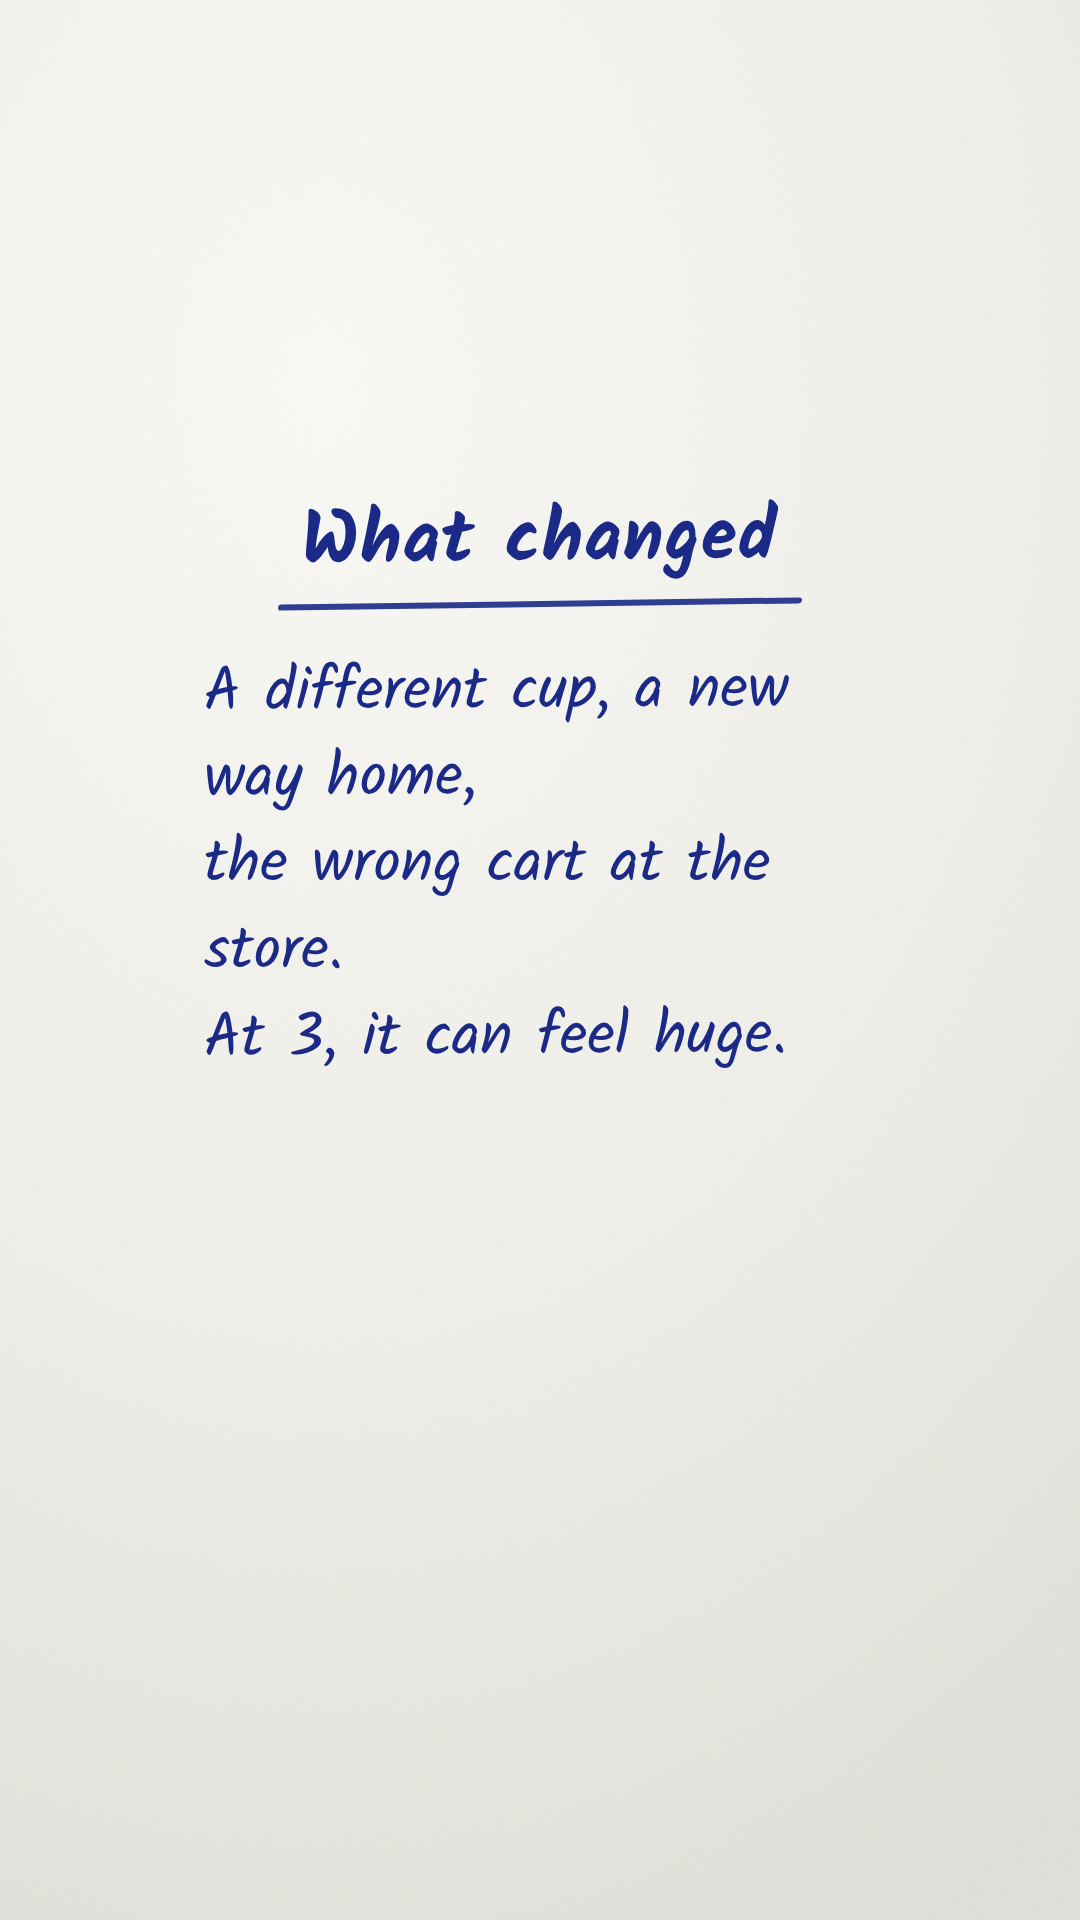 What changed
A different cup, a new
way home,
the wrong cart at the
store.
At 3, it can feel huge.